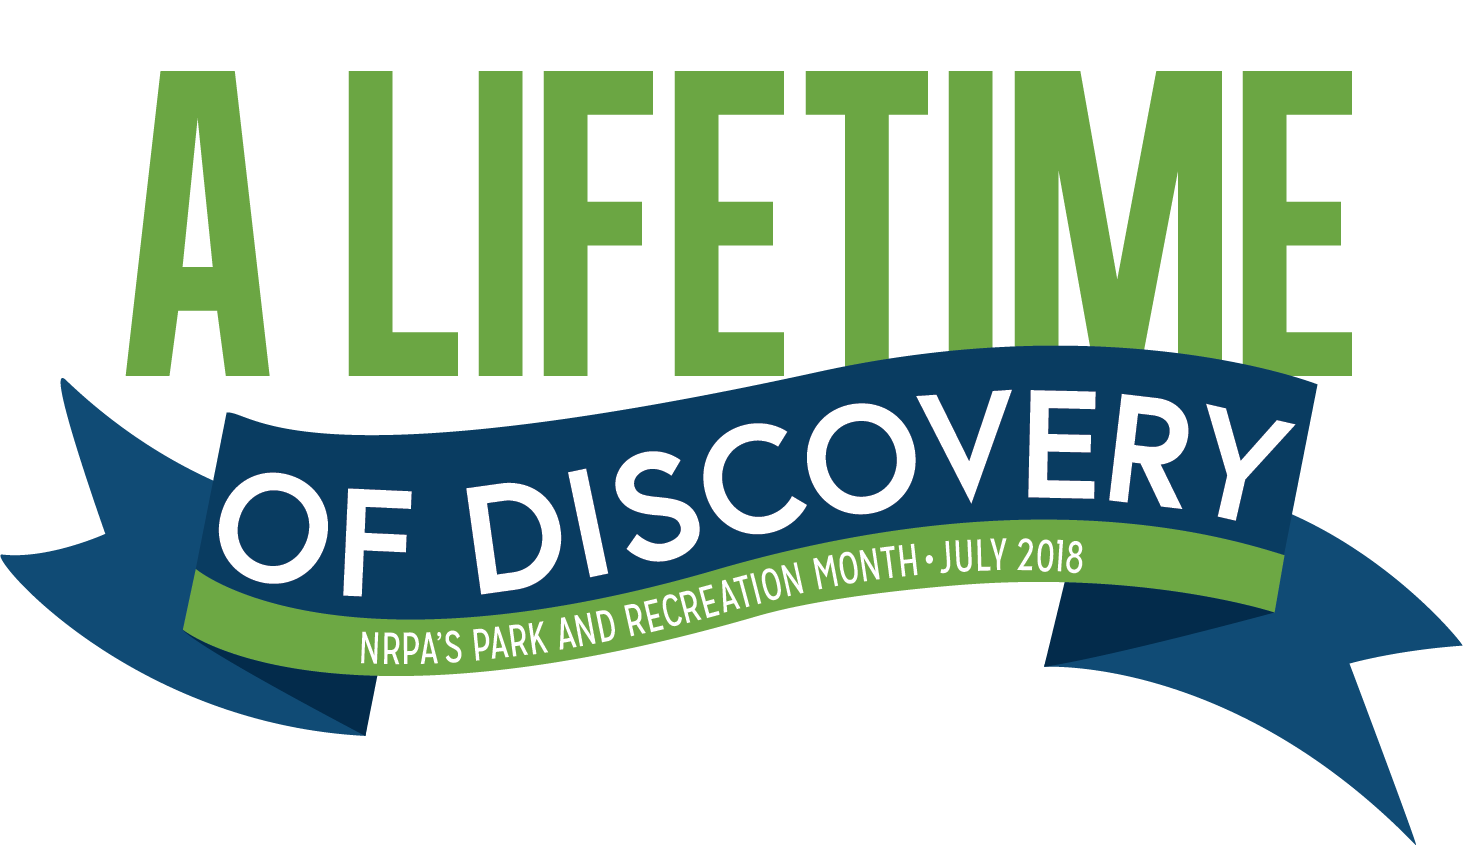 A LIFETIME
OF DISCOVERY
NRPA'S PARK AND RECREATION MONTH • JULY 2018